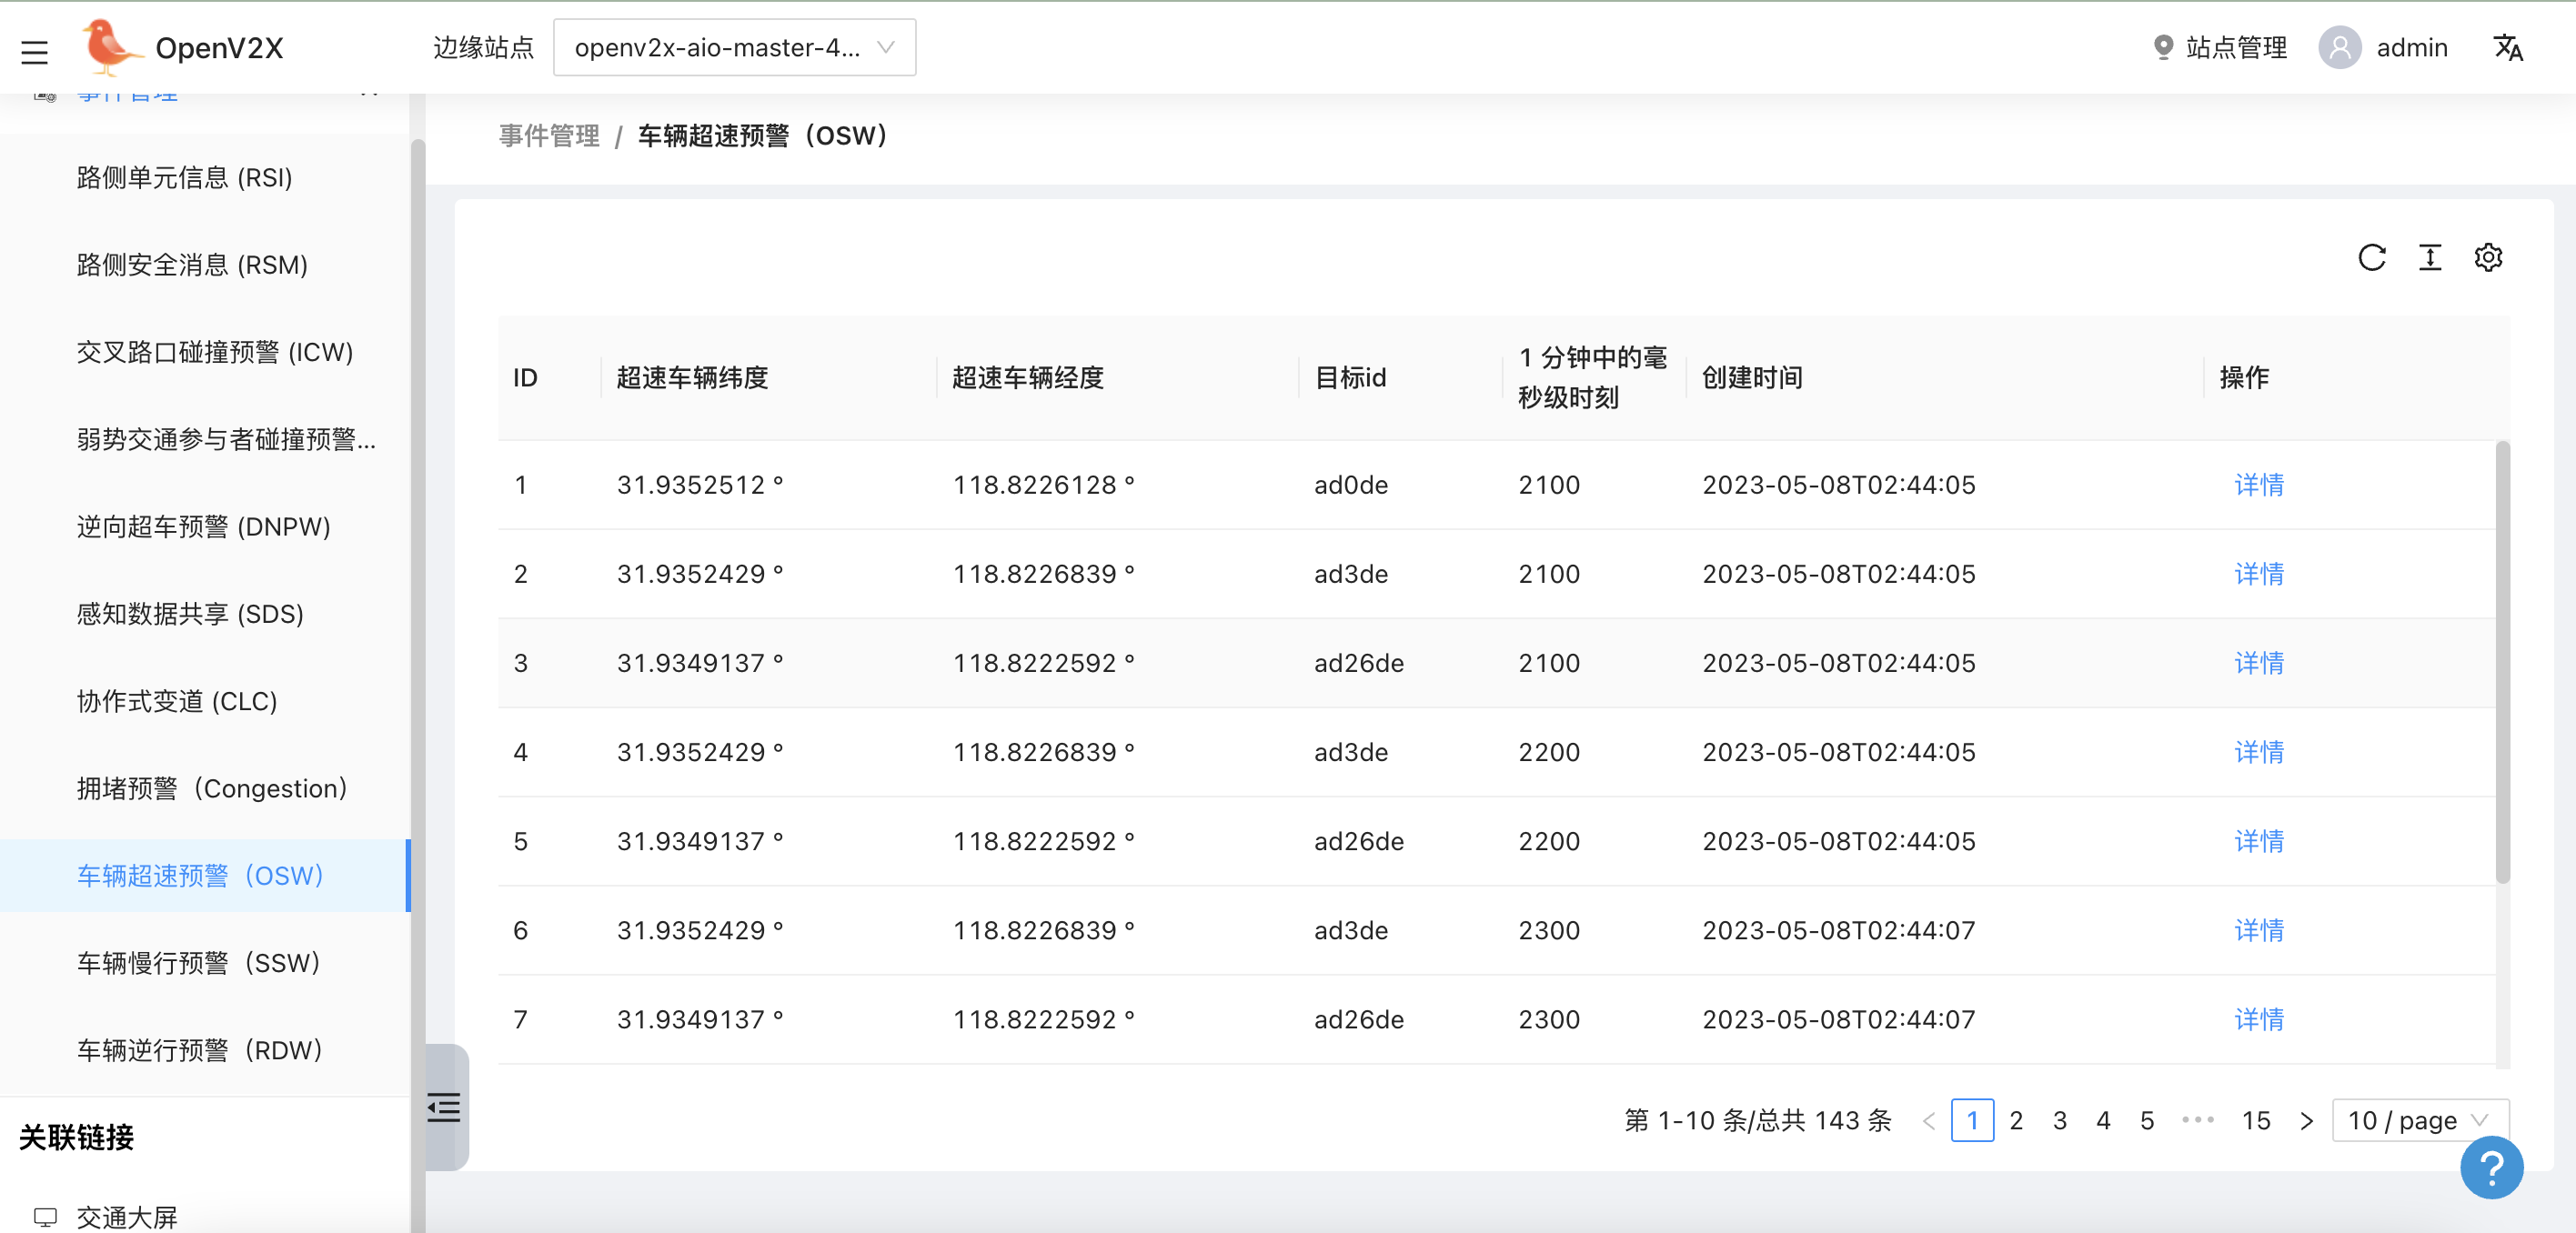 OpenV2X
边缘站点
openv2x-aio-master-4...
站点管理
admin
事件管理
路侧单元信息 (RSI)
路侧安全消息 (RSM)
交叉路口碰撞预警 (ICW)
弱势交通参与者碰撞预警...
逆向超车预警 (DNPW)
感知数据共享 (SDS)
协作式变道 (CLC)
拥堵预警（Congestion）
车辆超速预警（OSW）
车辆慢行预警（SSW）
车辆逆行预警（RDW）
关联链接
交通大屏
事件管理 / 车辆超速预警（OSW）
ID 超速车辆纬度 超速车辆经度 目标id 1 分钟中的毫秒级时刻 创建时间 操作
1 31.9352512 ° 118.8226128 ° ad0de 2100 2023-05-08T02:44:05 详情
2 31.9352429 ° 118.8226839 ° ad3de 2100 2023-05-08T02:44:05 详情
3 31.9349137 ° 118.8222592 ° ad26de 2100 2023-05-08T02:44:05 详情
4 31.9352429 ° 118.8226839 ° ad3de 2200 2023-05-08T02:44:05 详情
5 31.9349137 ° 118.8222592 ° ad26de 2200 2023-05-08T02:44:05 详情
6 31.9352429 ° 118.8226839 ° ad3de 2300 2023-05-08T02:44:07 详情
7 31.9349137 ° 118.8222592 ° ad26de 2300 2023-05-08T02:44:07 详情
第 1-10 条/总共 143 条 < 1 2 3 4 5 ••• 15 > 10 / page
?